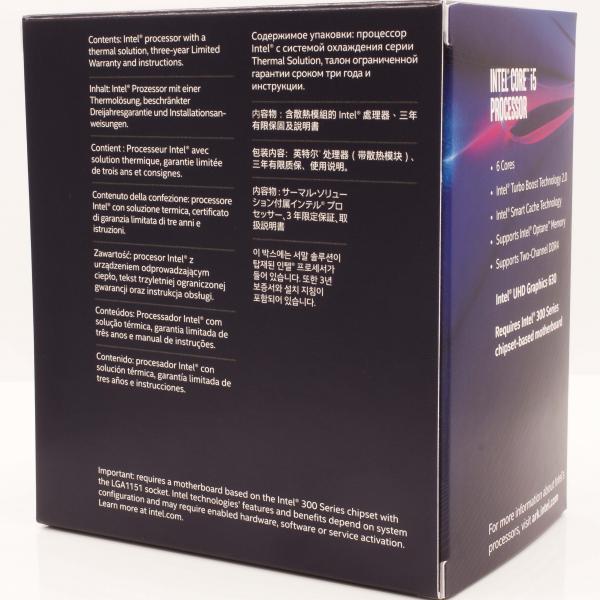 Contents: Intel® processor with a
thermal solution, three-year Limited
Warranty and instructions.
Inhalt: Intel® Prozessor mit einer
Thermolösung, beschränkter
Dreijahresgarantie und Installationsan-
weisungen.
Content : Processeur Intel® avec
solution thermique, garantie limitée
de trois ans et consignes.
Contenuto della confezione: processore
Intel® con soluzione termica, certificato
di garanzia limitata di tre anni e
istruzioni.
Zawartość: procesor Intel® z
urządzeniem odprowadzającym
ciepło, tekst trzyletniej ograniczonej
gwarancji oraz instrukcja obsługi.
Conteúdos: Processador Intel® com
solução térmica, garantia limitada de
três anos e manual de instruções.
Contenido: procesador Intel® con
solución térmica, garantía limitada de
tres años e instrucciones.
Содержимое упаковки: процессор
Intel® с системой охлаждения серии
Thermal Solution, талон ограниченной
гарантии сроком три года и
инструкции.
內容物：含散熱模組的 Intel® 處理器、三年
有限保固及說明書
包装内容：英特尔® 处理器（带散热模块）、
三年有限质保、使用说明。
内容物：サーマル・ソリュー
ション付属インテル® プロ
セッサー、3 年限定保証、取
扱説明書
이 박스에는 서말 솔루션이
탑재된 인텔® 프로세서가
들어 있습니다. 또한 3년
보증서와 설치 지침이
포함되어 있습니다.
Important: requires a motherboard based on the Intel® 300 Series chipset with
the LGA1151 socket. Intel technologies' features and benefits depend on system
configuration and may require enabled hardware, software or service activation.
Learn more at intel.com.
INTEL® CORE™ i5
PROCESSOR
• 6 Cores
• Intel® Turbo Boost Technology 2.0
• Intel® Smart Cache Technology
• Supports Intel® Optane™ Memory
• Supports Two-Channel DDR4
Intel® UHD Graphics 630
Requires Intel® 300 Series
chipset-based motherboard
For more information about Intel's
processors, visit ark.intel.com